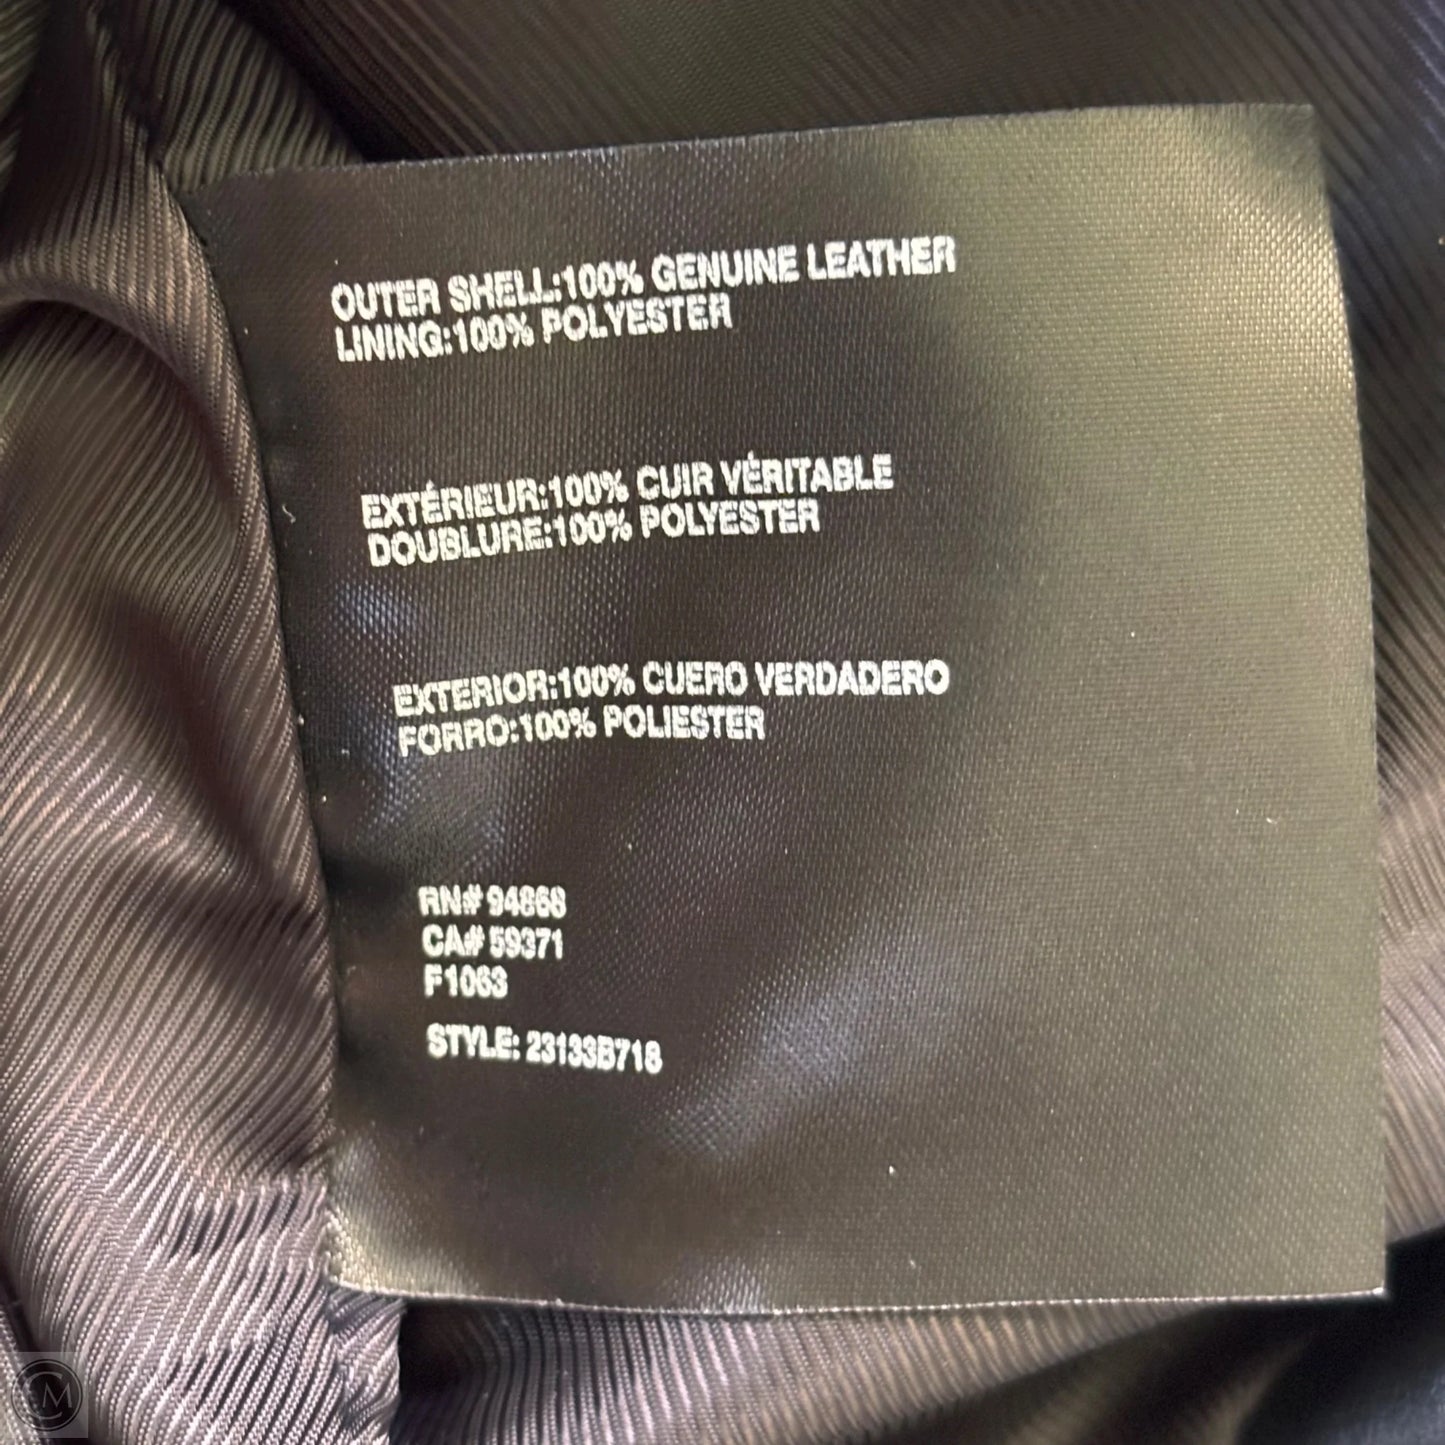 OUTER SHELL:100% GENUINE LEATHER
LINING:100% POLYESTER
EXTÉRIEUR:100% CUIR VÉRITABLE
DOUBLURE:100% POLYESTER
EXTERIOR:100% CUERO VERDADERO
FORRO:100% POLIESTER
RN# 94868
CA# 59371
F1063
STYLE: 23133B718